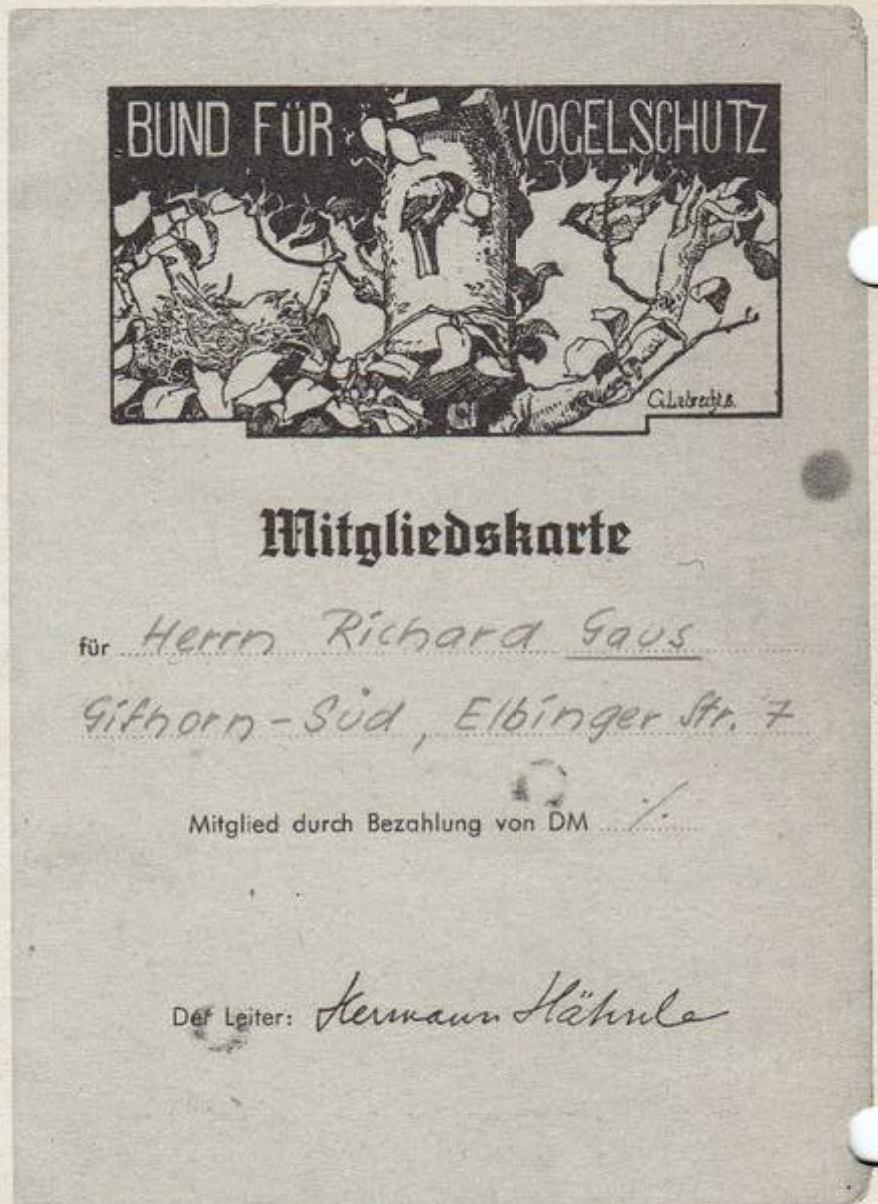 BUND FÜR VOGELSCHUTZ
G. Lebrecht
Mitgliedskarte
für Herrn Richard Gaus
Gifhorn-Süd, Elbinger Str. 7
Mitglied durch Bezahlung von DM ·/.
Der Leiter: Hermann Hähnle